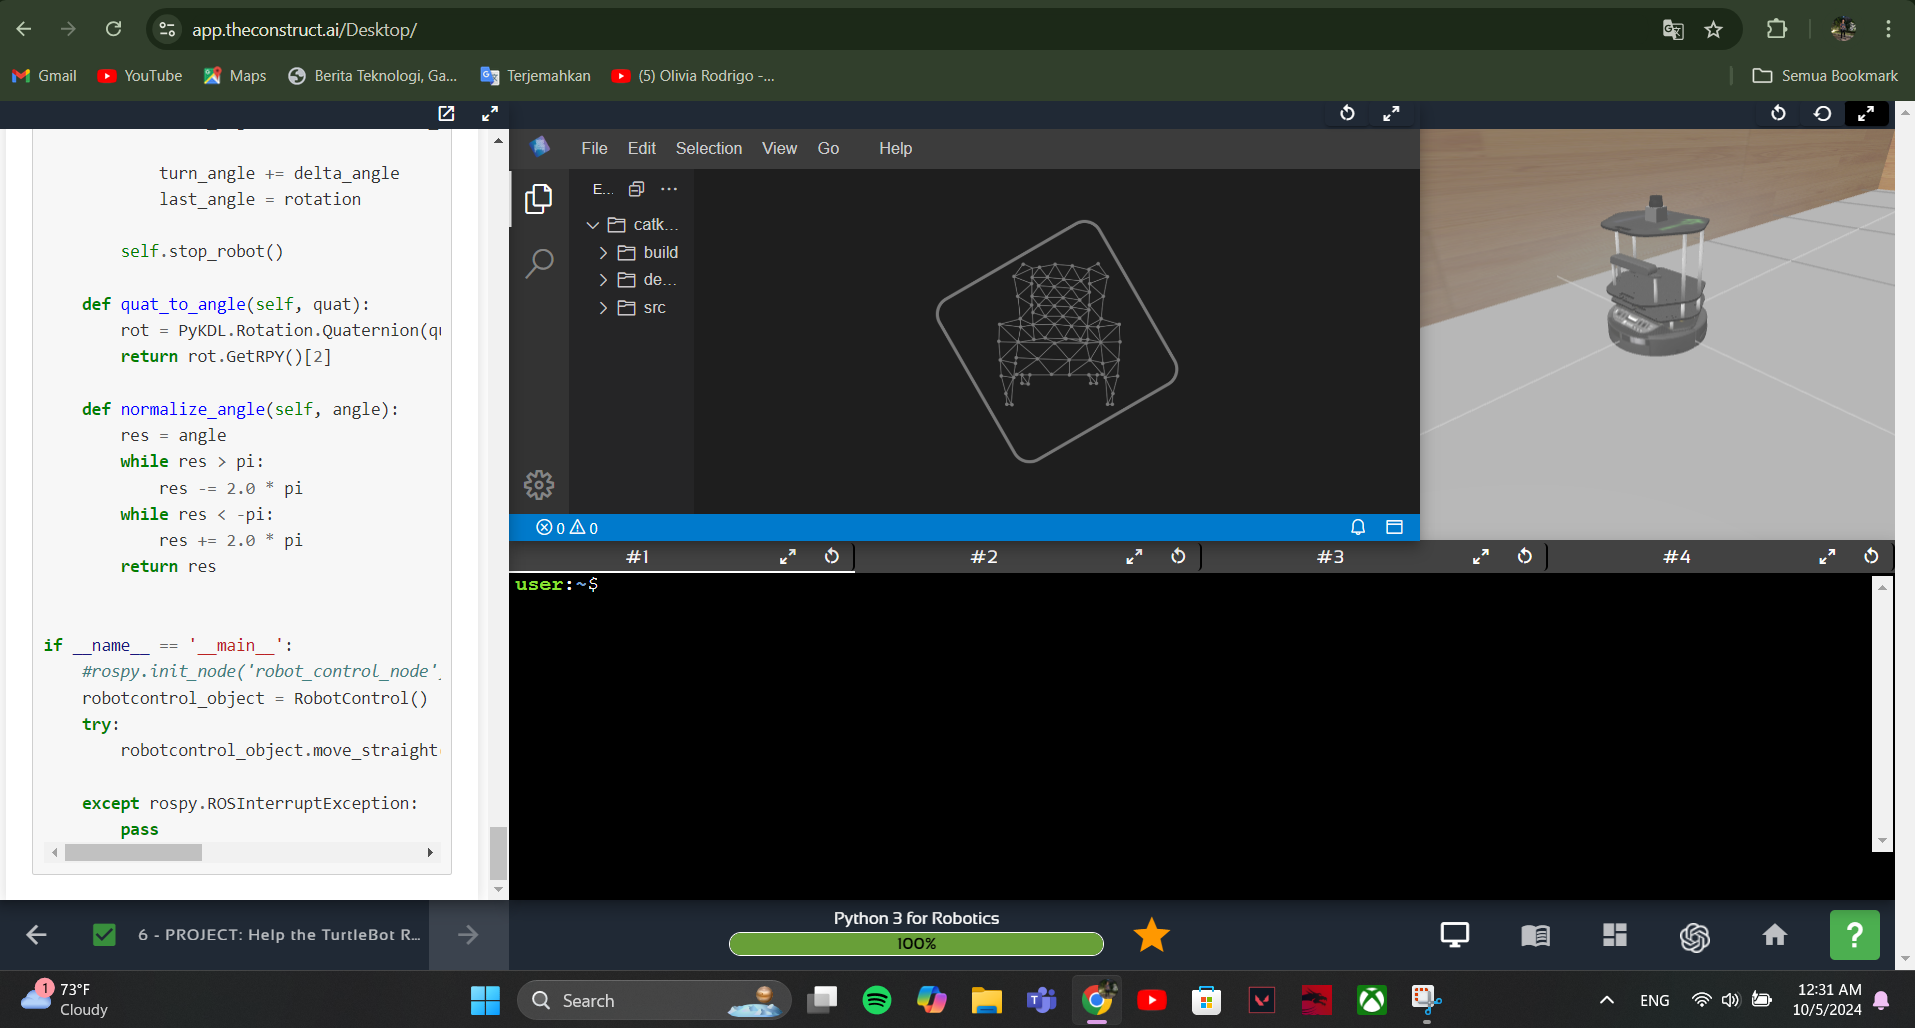 app.theconstruct.ai/Desktop/
Gmail
YouTube
Maps
Berita Teknologi, Ga...
Terjemahkan
(5) Olivia Rodrigo -...
Semua Bookmark
turn_angle += delta_angle
last_angle = rotation
self.stop_robot()
def quat_to_angle(self, quat):
rot = PyKDL.Rotation.Quaternion(qu
return rot.GetRPY()[2]
def normalize_angle(self, angle):
res = angle
while res > pi:
res -= 2.0 * pi
while res < -pi:
res += 2.0 * pi
return res
if __name__ == '__main__':
#rospy.init_node('robot_control_node'
robotcontrol_object = RobotControl()
try:
robotcontrol_object.move_straight(
except rospy.ROSInterruptException:
pass
File Edit Selection View Go Help
E... ...
catk...
build
de...
src
0 0
#1 #2 #3 #4
user:~$
6 - PROJECT: Help the TurtleBot R...
Python 3 for Robotics
100%
?
1
73°F
Cloudy
Search
ENG
12:31 AM
10/5/2024